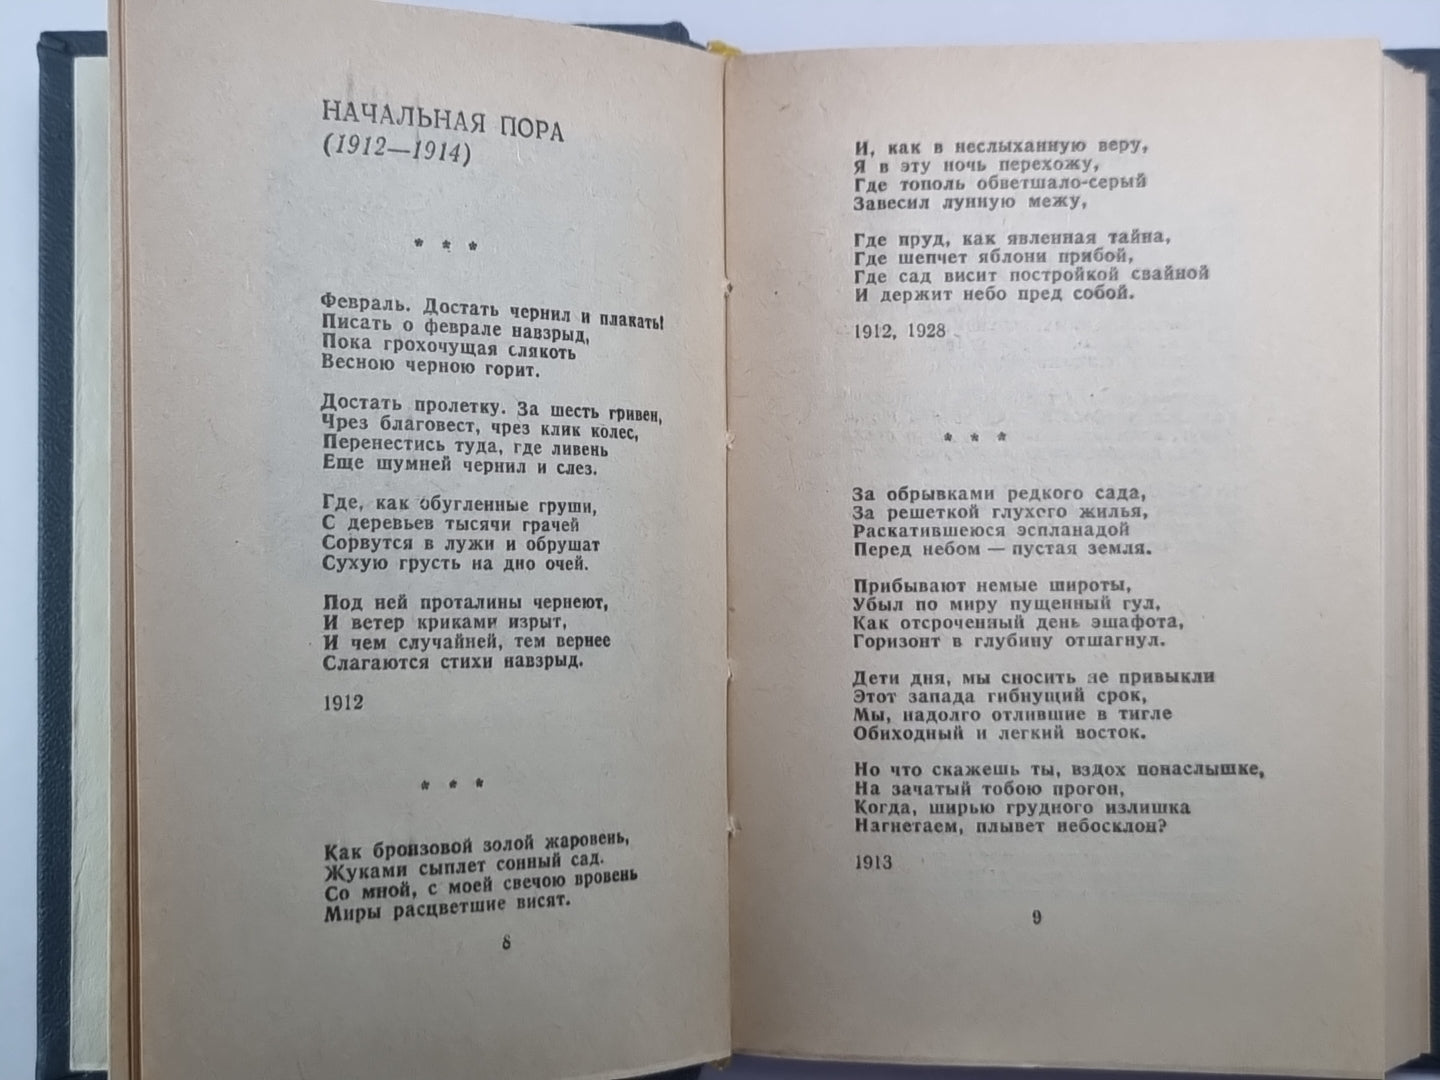 НАЧАЛЬНАЯ ПОРА
(1912—1914)
* * *
Февраль. Достать чернил и плакать!
Писать о феврале навзрыд,
Пока грохочущая слякоть
Весною черною горит.
Достать пролетку. За шесть гривен,
Чрез благовест, чрез клик колес,
Перенестись туда, где ливень
Еще шумней чернил и слез.
Где, как обугленные груши,
С деревьев тысячи грачей
Сорвутся в лужи и обрушат
Сухую грусть на дно очей.
Под ней проталины чернеют,
И ветер криками изрыт,
И чем случайней, тем вернее
Слагаются стихи навзрыд.
1912
* * *
Как бронзовой золой жаровень,
Жуками сыплет сонный сад.
Со мной, с моей свечою вровень
Миры расцветшие висят.
8
И, как в неслыханную веру,
Я в эту ночь перехожу,
Где тополь обветшало-серый
Завесил лунную межу,
Где пруд, как явленная тайна,
Где шепчет яблони прибой,
Где сад висит постройкой свайной
И держит небо пред собой.
1912, 1928
* * *
За обрывками редкого сада,
За решеткой глухого жилья,
Раскатившеюся эспланадой
Перед небом — пустая земля.
Прибывают немые широты,
Убыл по миру пущенный гул,
Как отсроченный день эшафота,
Горизонт в глубину отшагнул.
Дети дня, мы сносить не привыкли
Этот запада гибнущий срок,
Мы, надолго отлившие в тигле
Обиходный и легкий восток.
Но что скажешь ты, вздох понаслышке,
На зачатый тобою прогон,
Когда, ширью грудного излишка
Нагнетаем, плывет небосклон?
1913
9